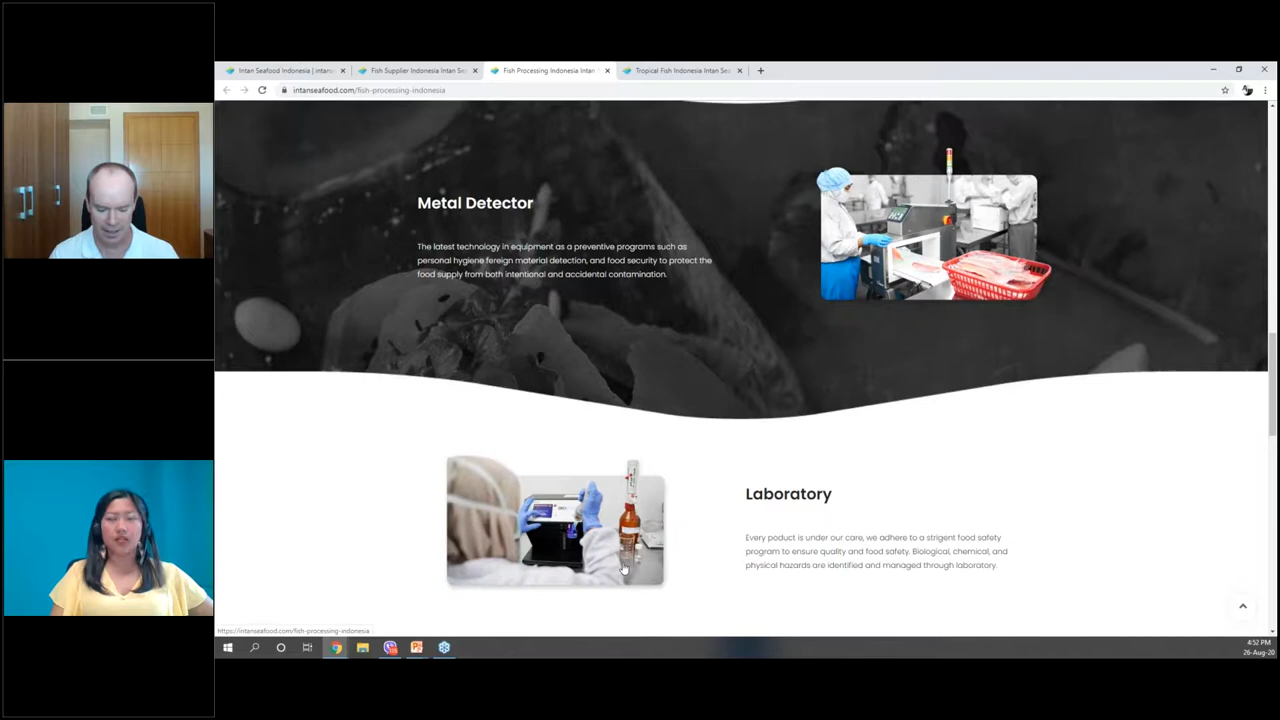 Intan Seafood Indonesia | intans
Fish Supplier Indonesia Intan Se
Fish Processing Indonesia Intan
Tropical Fish Indonesia Intan Se
intanseafood.com/fish-processing-indonesia
Metal Detector
The latest technology in equipment as a preventive programs such as
personal hygiene fereign material detection, and food security to protect the
food supply from both intentional and accidental contamination.
Laboratory
Every poduct is under our care, we adhere to a strigent food safety
program to ensure quality and food safety. Biological, chemical, and
physical hazards are identified and managed through laboratory.
https://intanseafood.com/fish-processing-indonesia
4:52 PM
26-Aug-20